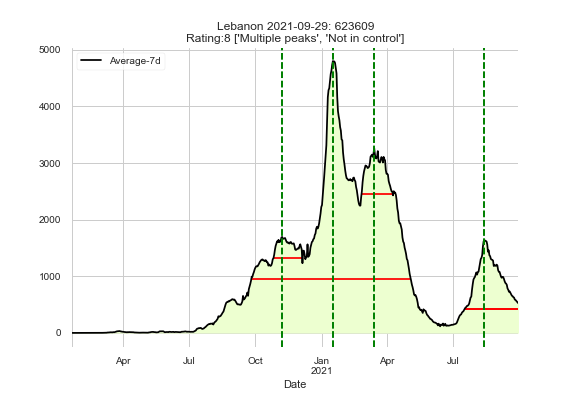 Lebanon 2021-09-29: 623609
Rating:8 ['Multiple peaks', 'Not in control']
5000
Average-7d
4000
3000
2000
1000
0
Apr Jul Oct Jan Apr Jul
2021
Date